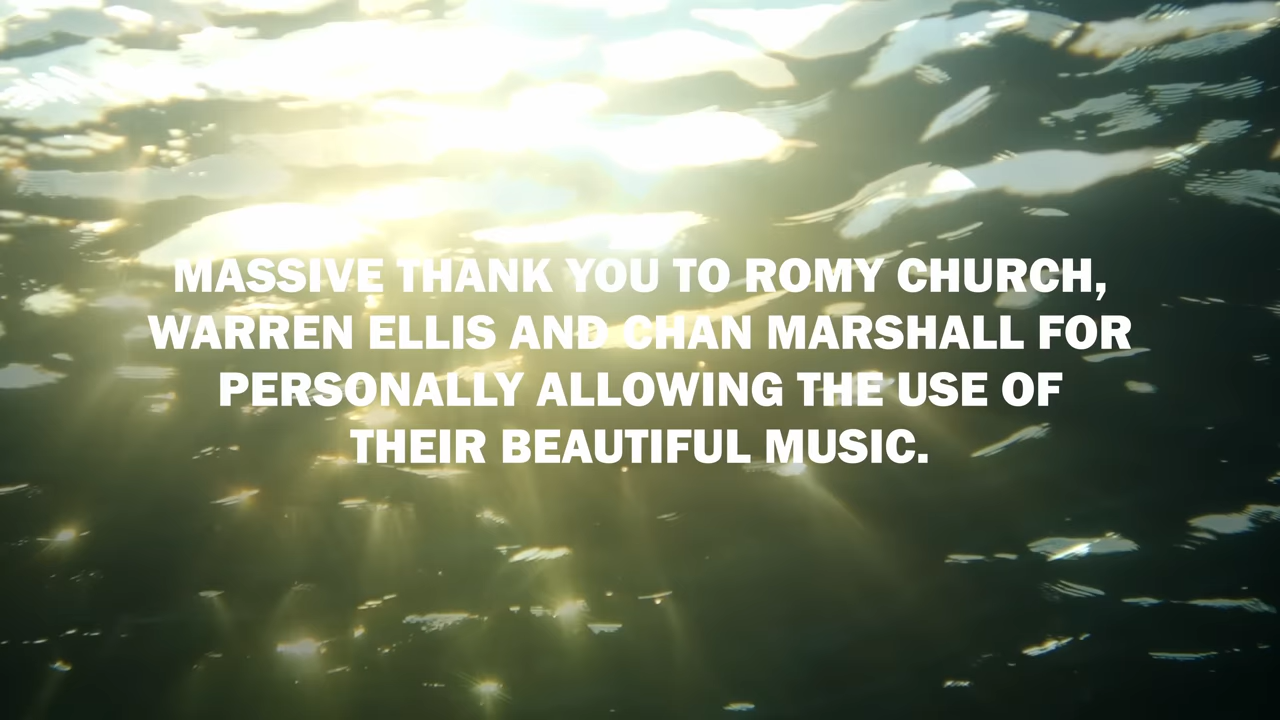 MASSIVE THANK YOU TO ROMY CHURCH,
WARREN ELLIS AND CHAN MARSHALL FOR
PERSONALLY ALLOWING THE USE OF
THEIR BEAUTIFUL MUSIC.